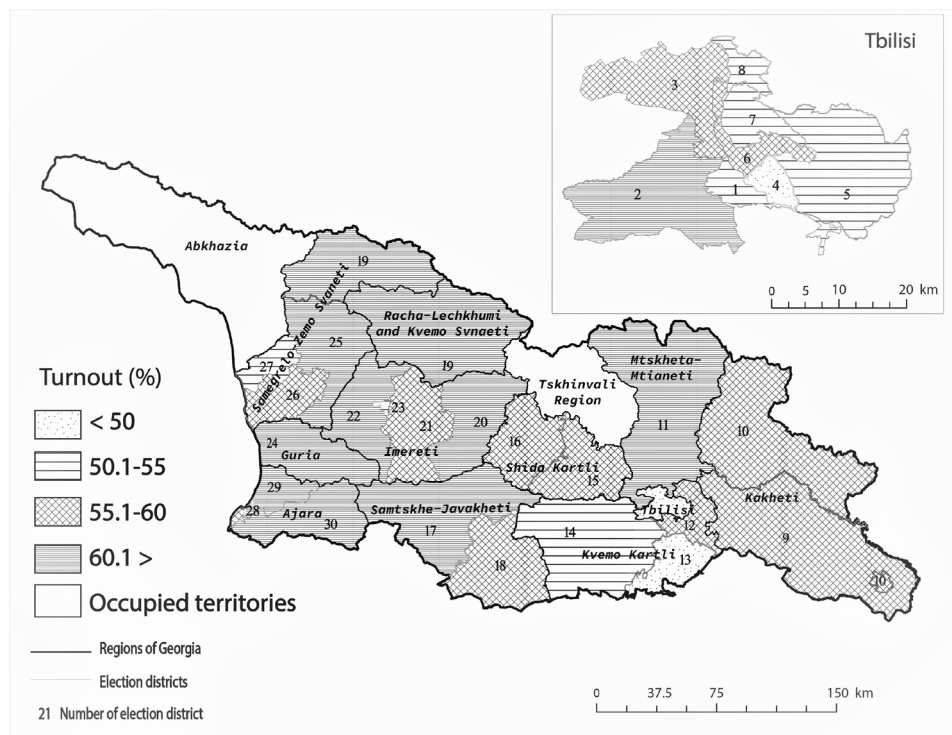 Tbilisi
8
3
7
6
2
1
4
5
0 5 10 20 km
Abkhazia
19
Samegrelo-Zemo Svaneti
Racha-Lechkhumi
and Kvemo Svnaeti
25
19
27
26
Mtskheta-
Mtianeti
Tskhinvali
Region
22
23
21
20
16
11
10
24
Guria
Imereti
Shida Kartli
15
29
28
Ajara
30
Samtskhe-Javakheti
17
18
14
Tbilisi
12
Kakheti
9
Kvemo Kartli
13
10
Turnout (%)
< 50
50.1-55
55.1-60
60.1 >
Occupied territories
Regions of Georgia
Election districts
21 Number of election district
0 37.5 75 150 km